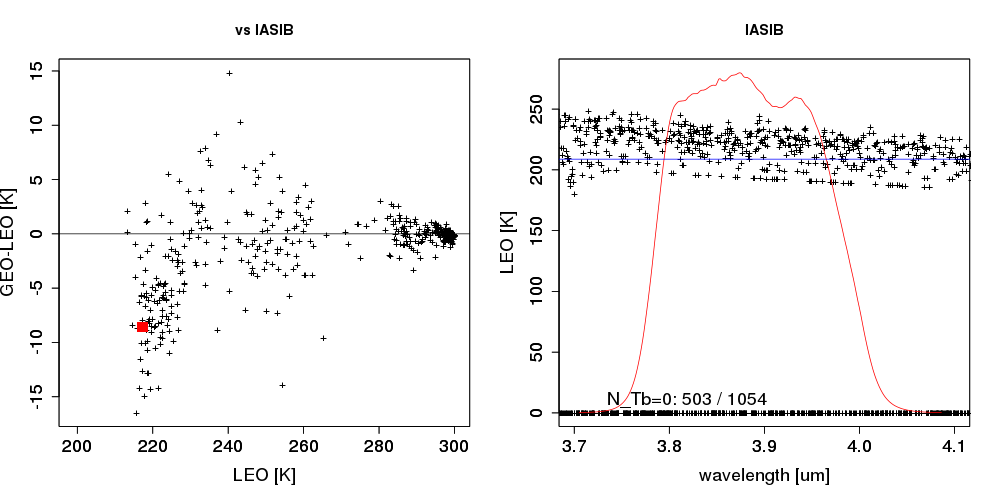 vs IASIB
GEO-LEO [K]
15
10
5
0
-5
-10
-15
200 220 240 260 280 300
LEO [K]
IASIB
LEO [K]
250
200
150
100
50
0
N_Tb=0: 503 / 1054
3.7 3.8 3.9 4.0 4.1
wavelength [um]